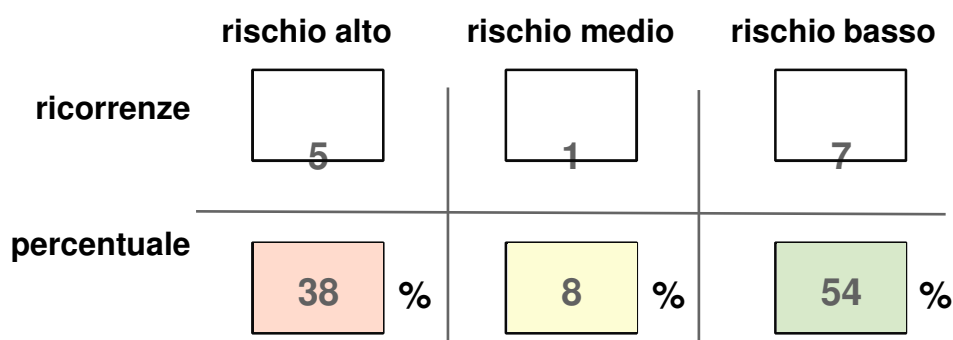 rischio alto rischio medio rischio basso
ricorrenze
5 1 7
percentuale
38 % 8 % 54 %